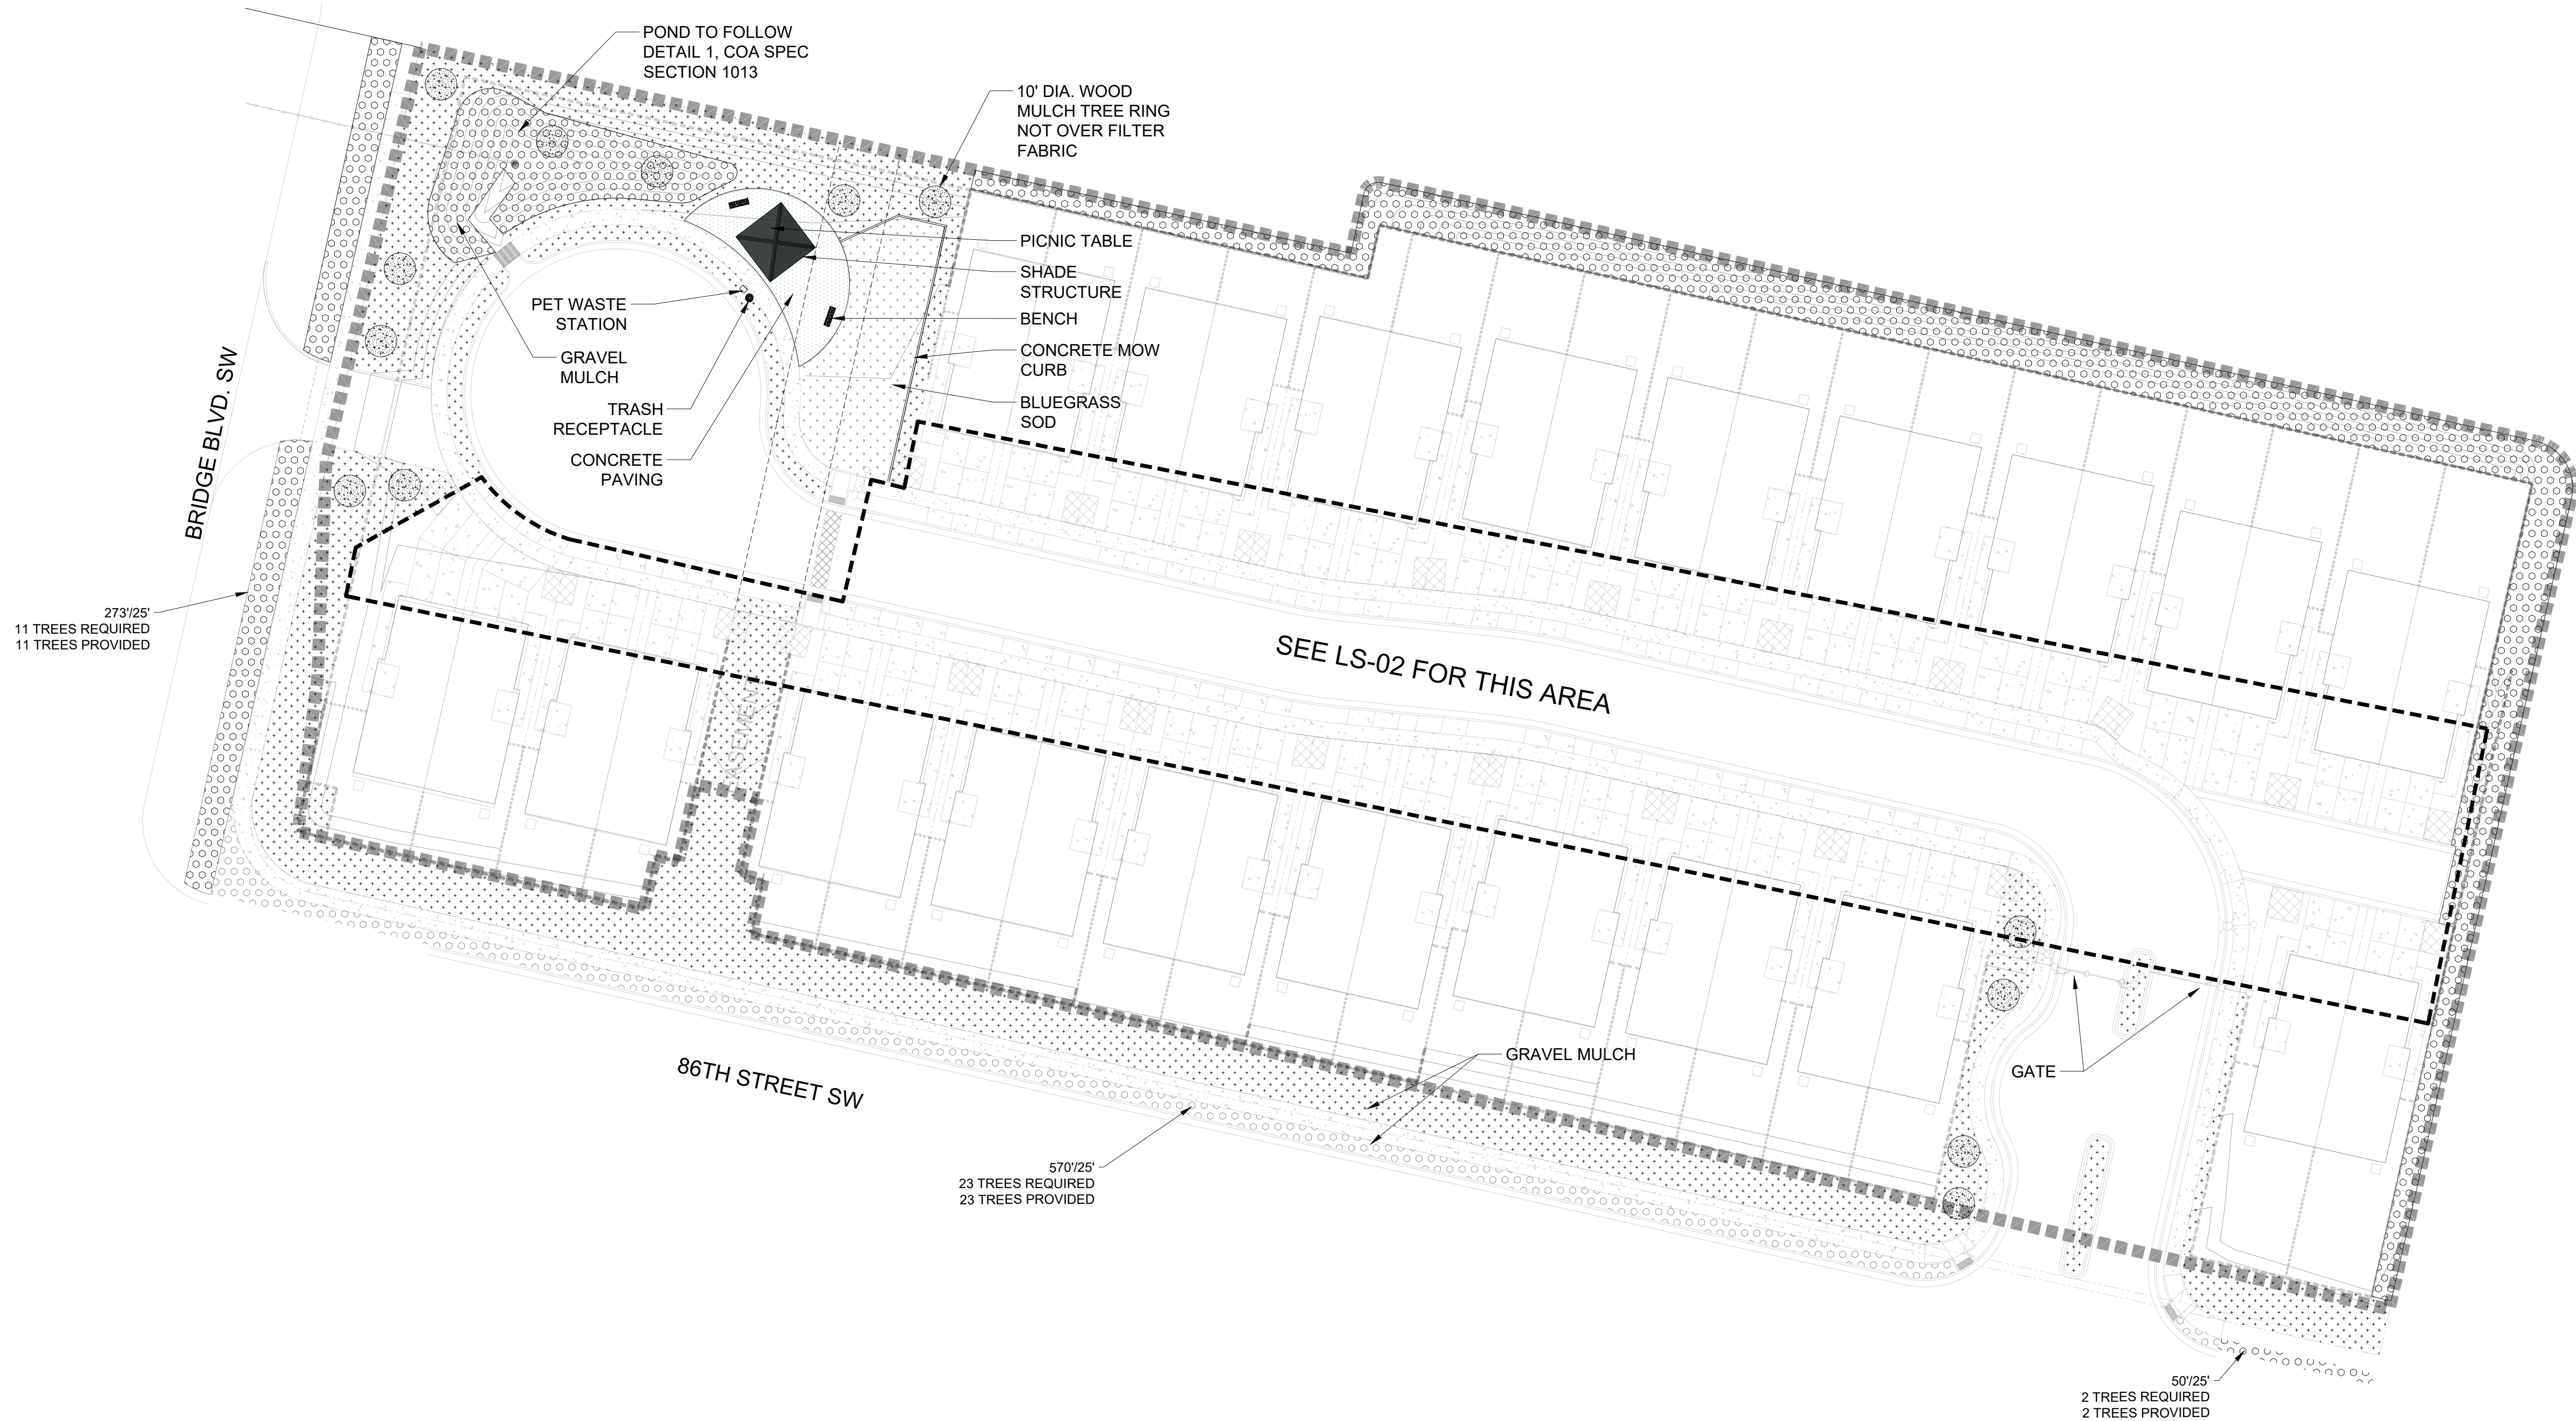 POND TO FOLLOW
DETAIL 1, COA SPEC
SECTION 1013
10' DIA. WOOD
MULCH TREE RING
NOT OVER FILTER
FABRIC
PICNIC TABLE
SHADE
STRUCTURE
BENCH
CONCRETE MOW
CURB
BLUEGRASS
SOD
PET WASTE
STATION
GRAVEL
MULCH
TRASH
RECEPTACLE
CONCRETE
PAVING
BRIDGE BLVD. SW
273'/25'
11 TREES REQUIRED
11 TREES PROVIDED
SEE LS-02 FOR THIS AREA
86TH STREET SW
GRAVEL MULCH
GATE
570'/25'
23 TREES REQUIRED
23 TREES PROVIDED
50'/25'
2 TREES REQUIRED
2 TREES PROVIDED